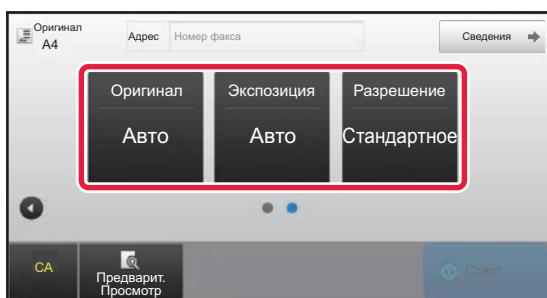 Оригинал
A4
Адрес
Номер факса
Сведения
Оригинал
Экспозиция
Разрешение
Авто
Авто
Стандартное
CA
Предварит.
Просмотр
Старт